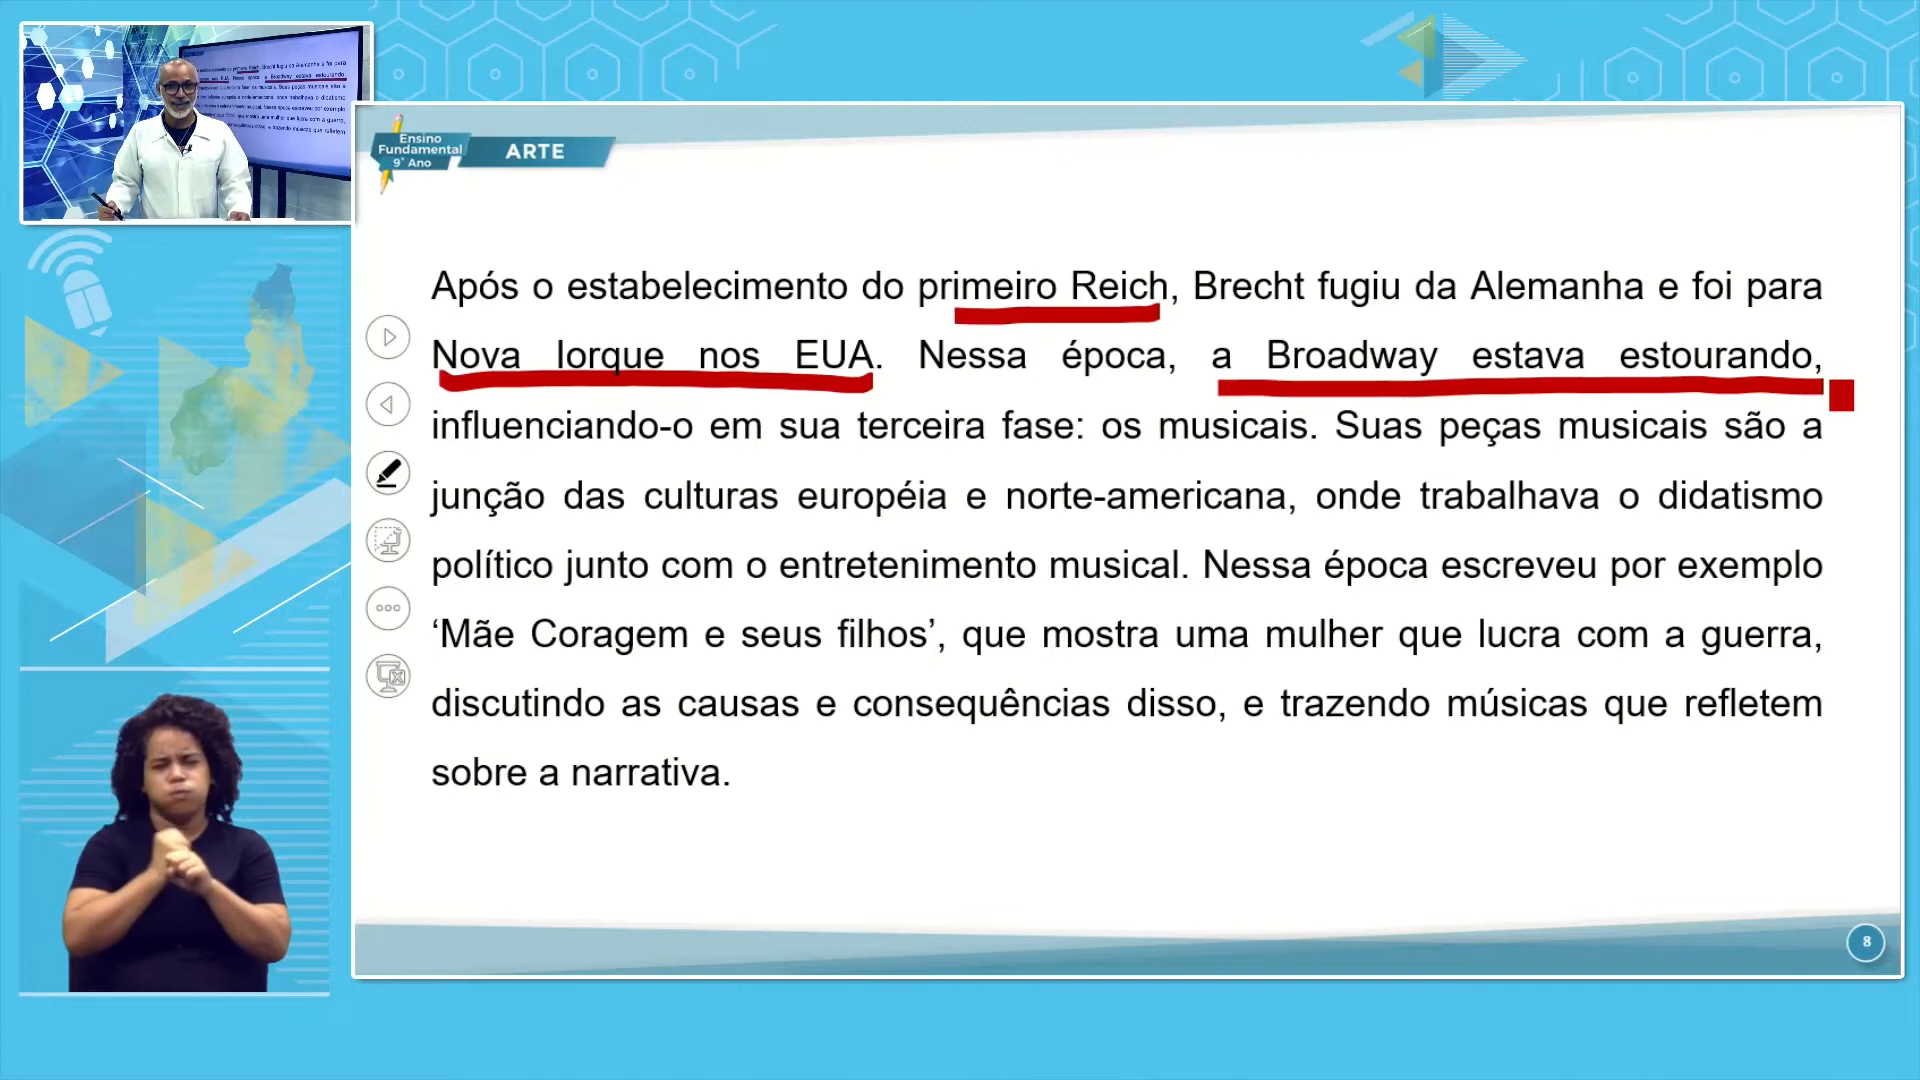 Ensino
Fundamental
9° Ano
ARTE
Após o estabelecimento do primeiro Reich, Brecht fugiu da Alemanha e foi para
Nova Iorque nos EUA. Nessa época, a Broadway estava estourando,
influenciando-o em sua terceira fase: os musicais. Suas peças musicais são a
junção das culturas européia e norte-americana, onde trabalhava o didatismo
político junto com o entretenimento musical. Nessa época escreveu por exemplo
‘Mãe Coragem e seus filhos’, que mostra uma mulher que lucra com a guerra,
discutindo as causas e consequências disso, e trazendo músicas que refletem
sobre a narrativa.
8